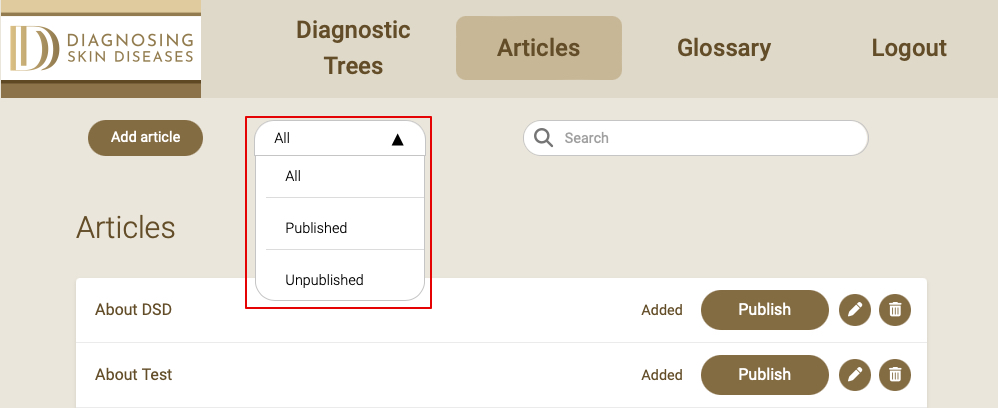 DIAGNOSING
SKIN DISEASES
Diagnostic
Trees
Articles
Glossary
Logout
Add article
All
Search
All
Published
Unpublished
Articles
About DSD
Added
Publish
About Test
Added
Publish